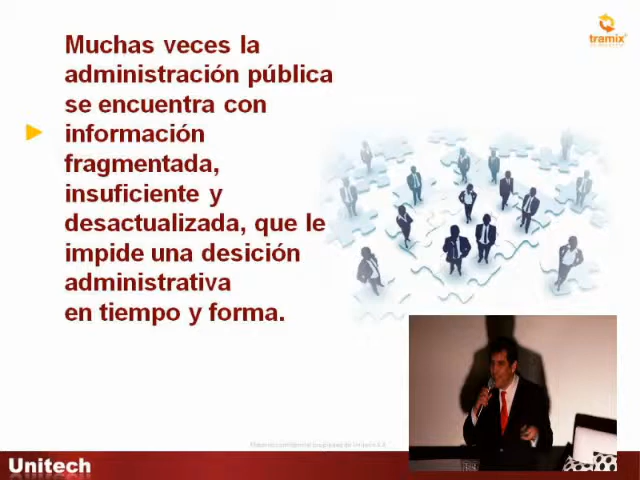 Muchas veces la
administración pública
se encuentra con
información
fragmentada,
insuficiente y
desactualizada, que le
impide una desición
administrativa
en tiempo y forma.
tramix
Unitech